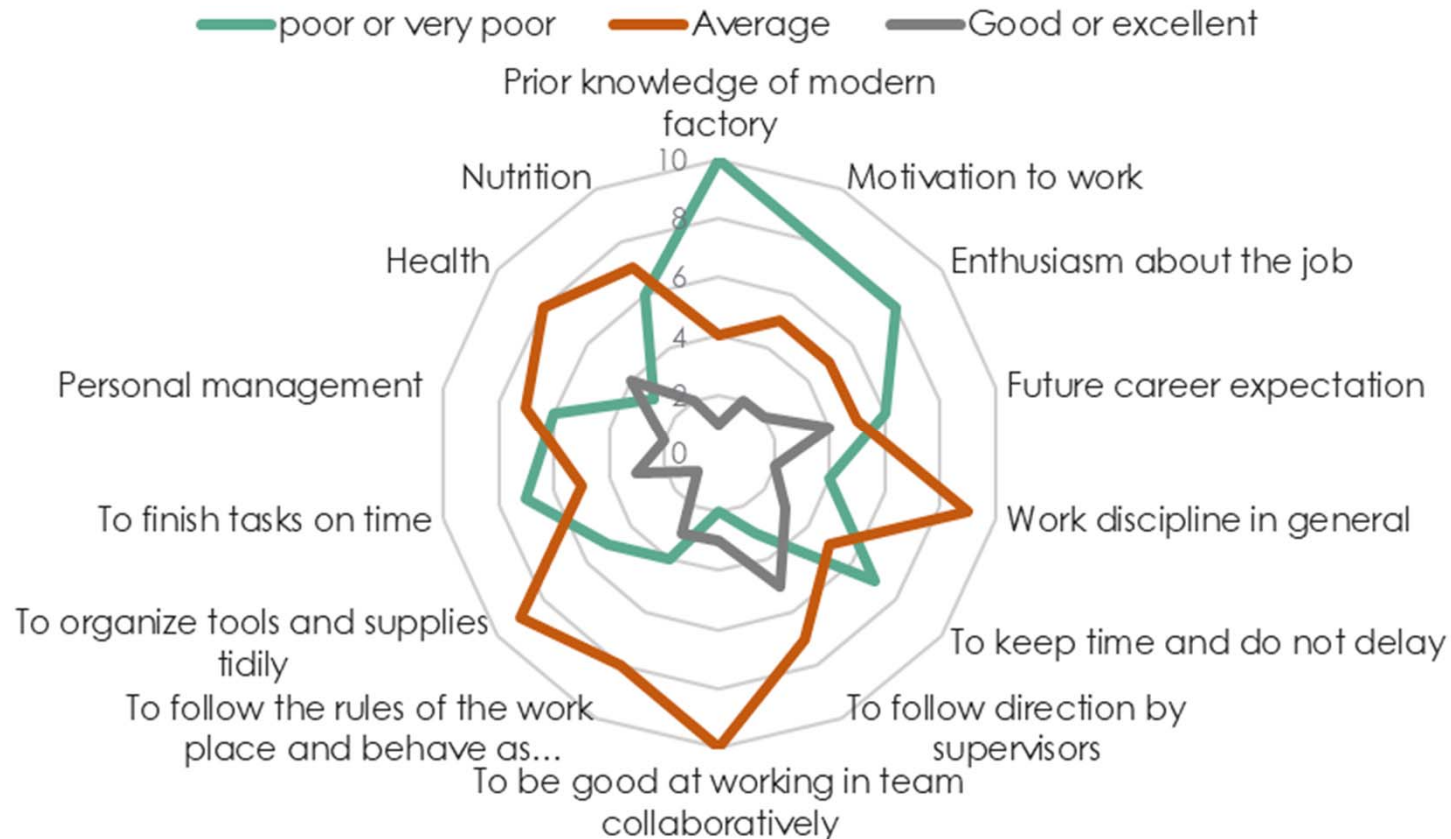 poor or very poor Average Good or excellent
Prior knowledge of modern
factory
10
Nutrition
Motivation to work
8
Health
Enthusiasm about the job
6
4
Personal management
Future career expectation
2
0
To finish tasks on time
Work discipline in general
To organize tools and supplies
tidily
To keep time and do not delay
To follow the rules of the work
place and behave as...
To follow direction by
supervisors
To be good at working in team
collaboratively